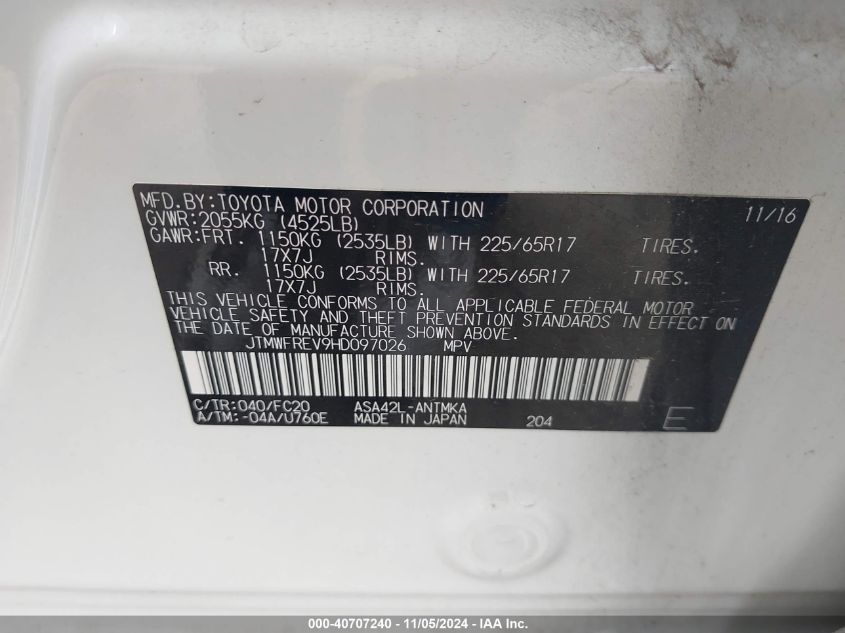 MFD.BY:TOYOTA MOTOR CORPORATION 11/16
GVWR:2055KG (4525LB)
GAWR:FRT. 1150KG (2535LB) WITH 225/65R17 TIRES.
17X7J RIMS.
RR. 1150KG (2535LB) WITH 225/65R17 TIRES.
17X7J RIMS.
THIS VEHICLE CONFORMS TO ALL APPLICABLE FEDERAL MOTOR
VEHICLE SAFETY AND THEFT PREVENTION STANDARDS IN EFFECT ON
THE DATE OF MANUFACTURE SHOWN ABOVE.
JTMWFREV9HD097026 MPV
C/TR:040/FC20 ASA42L-ANTMKA
A/TM:-04A/U760E MADE IN JAPAN 204 E
000-40707240 - 11/05/2024 - IAA Inc.